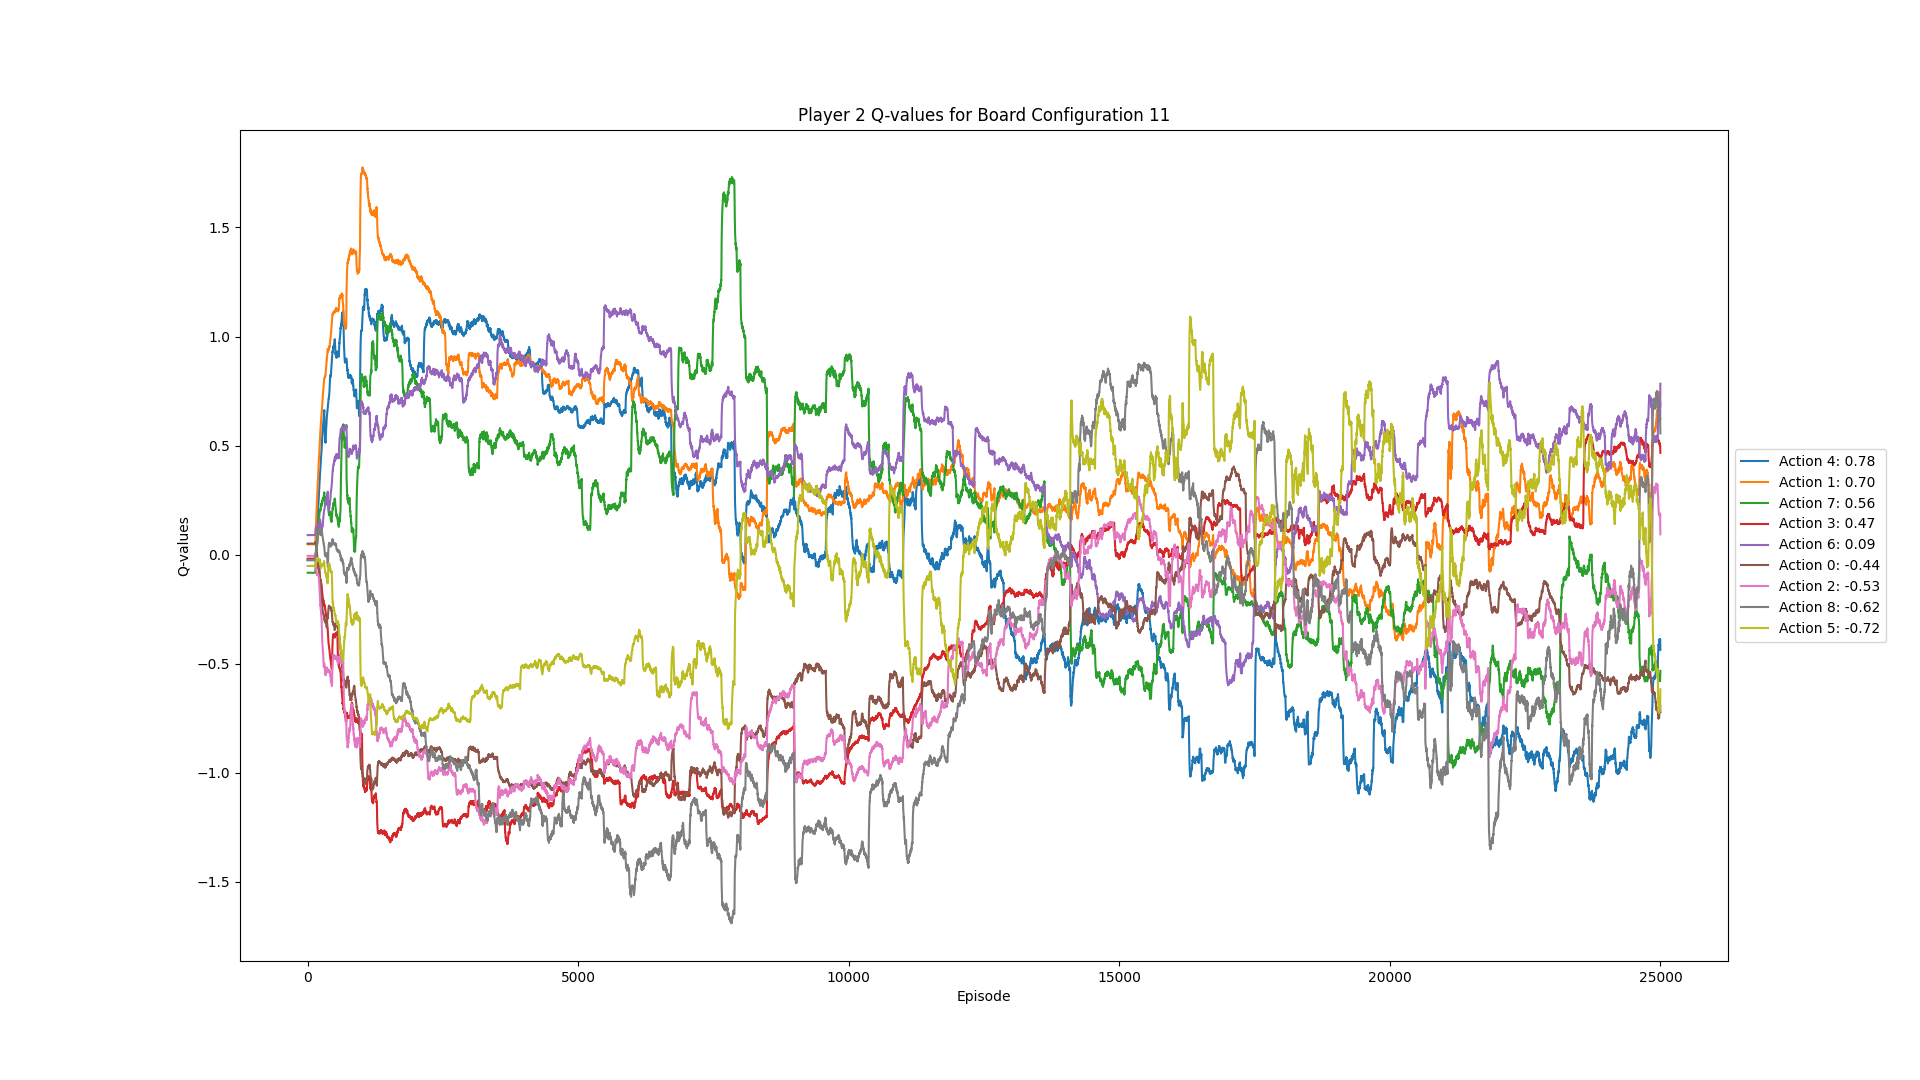 Player 2 Q-values for Board Configuration 11
Q-values
1.5
1.0
0.5
0.0
−0.5
−1.0
−1.5
0
5000
10000
15000
20000
25000
Episode
Action 4: 0.78
Action 1: 0.70
Action 7: 0.56
Action 3: 0.47
Action 6: 0.09
Action 0: -0.44
Action 2: -0.53
Action 8: -0.62
Action 5: -0.72